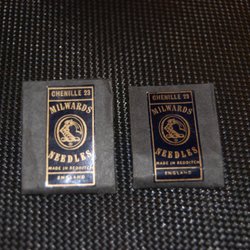 CHENILLE 23
MILWARDS
NEEDLES
MADE IN REDDITCH
ENGLAND
CHENILLE 23
MILWARDS
NEEDLES
MADE IN REDDITCH
ENGLAND